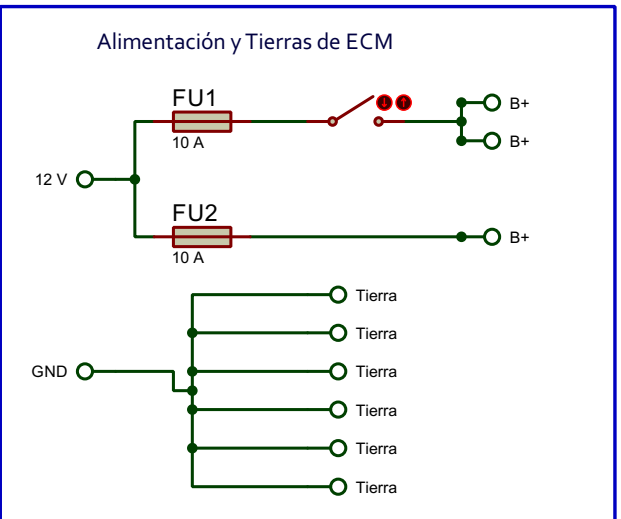 Alimentación y Tierras de ECM
FU1
10 A
B+
B+
12 V
FU2
10 A
B+
Tierra
Tierra
GND
Tierra
Tierra
Tierra
Tierra